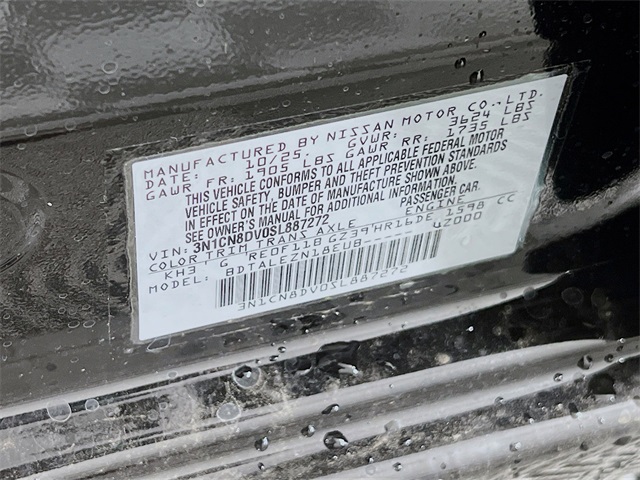 MANUFACTURED BY NISSAN MOTOR CO., LTD.
DATE: 10/25. GVWR: 3624 LBS
GAWR FR: 1905 LBS GAWR RR: 1735 LBS
THIS VEHICLE CONFORMS TO ALL APPLICABLE FEDERAL MOTOR
VEHICLE SAFETY, BUMPER AND THEFT PREVENTION STANDARDS
IN EFFECT ON THE DATE OF MANUFACTURE SHOWN ABOVE.
SEE OWNER'S MANUAL FOR ADDITIONAL INFORMATION.
VIN: 3N1CN8DV0SL887272 PASSENGER CAR.
COLOR TRIM TRANS AXLE ENGINE
KH3 G RE0F11B GZ39 HR16DE 1598 CC
MODEL: BDTALEZN18EUB----- UZ000
3N1CN8DV0SL887272